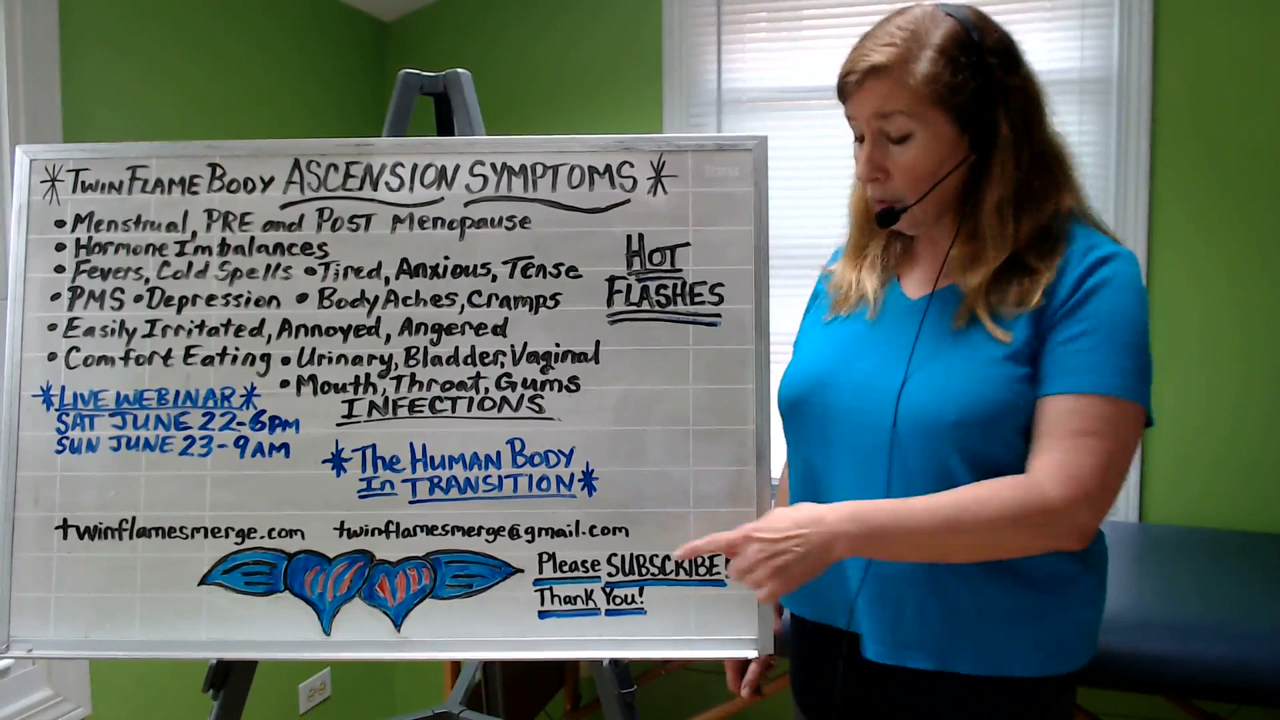 *TWIN FLAME BODY ASCENSION SYMPTOMS*
• Menstrual, PRE and POST Menopause
• Hormone Imbalances
• Fevers, Cold Spells • Tired, Anxious, Tense
• PMS • Depression • Body Aches, Cramps
• Easily Irritated, Annoyed, Angered
• Comfort Eating • Urinary, Bladder, Vaginal
• Mouth, Throat, Gums
INFECTIONS
HOT
FLASHES
*LIVE WEBINAR*
SAT JUNE 22-6PM
SUN JUNE 23-9AM
*The HUMAN BODY
In TRANSITION*
twinflamesmerge.com twinflamesmerge@gmail.com
Please SUBSCRIBE!
Thank You!